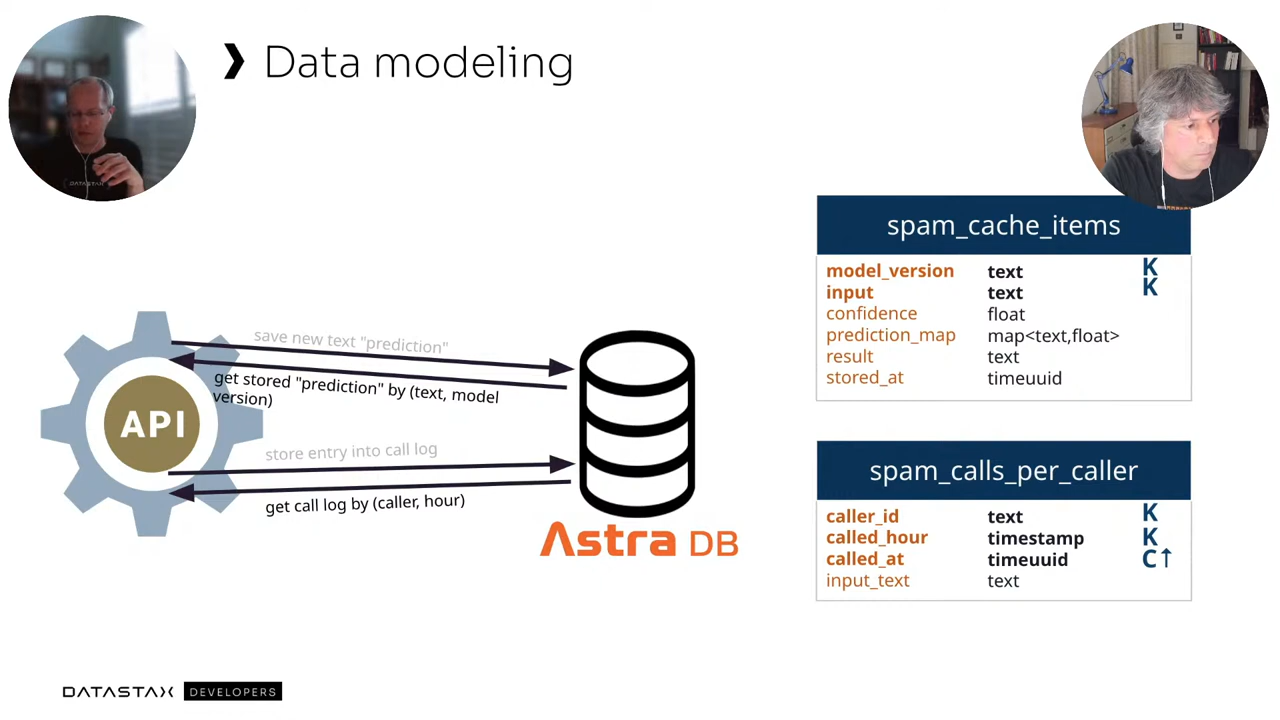 ❯ Data modeling
save new text "prediction"
get stored "prediction" by (text, model
version)
API
store entry into call log
get call log by (caller, hour)
Astra DB
spam_cache_items
model_version text K
input text K
confidence float
prediction_map map<text,float>
result text
stored_at timeuuid
spam_calls_per_caller
caller_id text K
called_hour timestamp K
called_at timeuuid C↑
input_text text
DATASTAX DEVELOPERS
DATASTAX